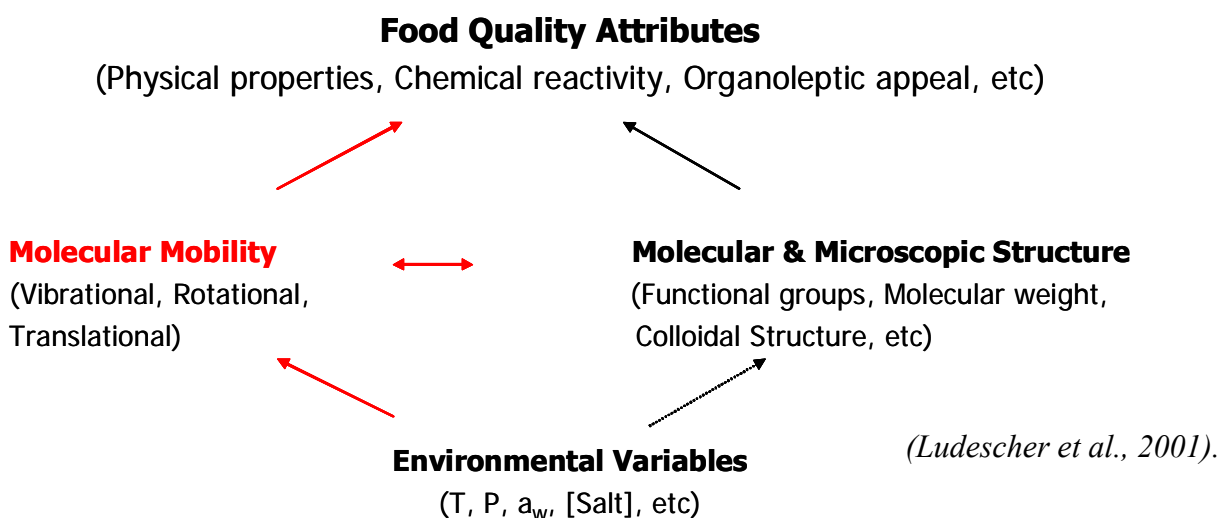 Food Quality Attributes
(Physical properties, Chemical reactivity, Organoleptic appeal, etc)
Molecular Mobility
(Vibrational, Rotational,
Translational)
Molecular & Microscopic Structure
(Functional groups, Molecular weight,
Colloidal Structure, etc)
Environmental Variables
(T, P, aw, [Salt], etc)
(Ludescher et al., 2001).